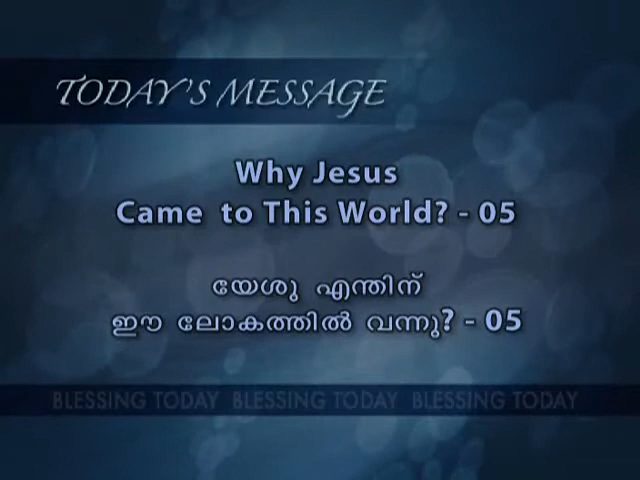 TODAY'S MESSAGE
Why Jesus
Came to This World? - 05
യേശു എന്തിന്
ഈ ലോകത്തിൽ വന്നു? - 05
BLESSING TODAY BLESSING TODAY BLESSING TODAY